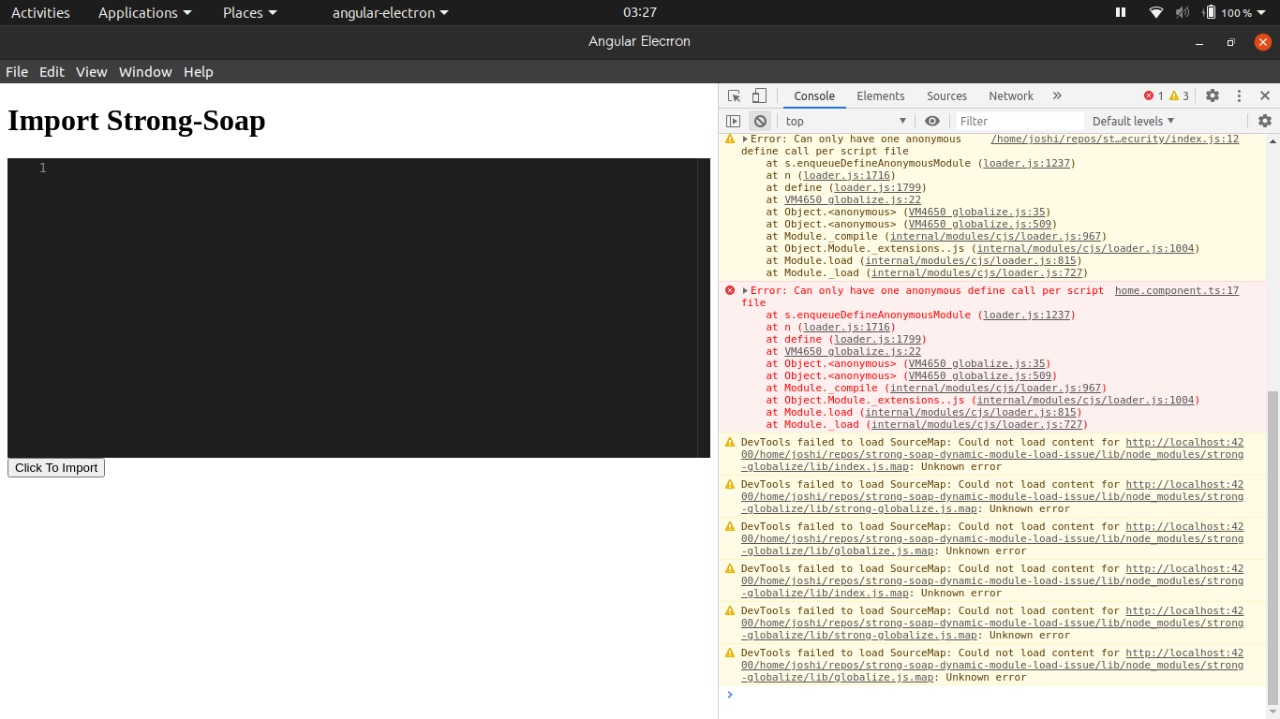 Activities Applications Places angular-electron 03:27 100 %
Angular Elecrron
File Edit View Window Help
Import Strong-Soap
1
Click To Import
Console Elements Sources Network » 1 3
top Filter Default levels
Error: Can only have one anonymous /home/joshi/repos/st…ecurity/index.js:12
define call per script file
at s.enqueueDefineAnonymousModule (loader.js:1237)
at n (loader.js:1716)
at define (loader.js:1799)
at VM4650 globalize.js:22
at Object.<anonymous> (VM4650 globalize.js:35)
at Object.<anonymous> (VM4650 globalize.js:509)
at Module._compile (internal/modules/cjs/loader.js:967)
at Object.Module._extensions..js (internal/modules/cjs/loader.js:1004)
at Module.load (internal/modules/cjs/loader.js:815)
at Module._load (internal/modules/cjs/loader.js:727)
Error: Can only have one anonymous define call per script home.component.ts:17
file
at s.enqueueDefineAnonymousModule (loader.js:1237)
at n (loader.js:1716)
at define (loader.js:1799)
at VM4650 globalize.js:22
at Object.<anonymous> (VM4650 globalize.js:35)
at Object.<anonymous> (VM4650 globalize.js:509)
at Module._compile (internal/modules/cjs/loader.js:967)
at Object.Module._extensions..js (internal/modules/cjs/loader.js:1004)
at Module.load (internal/modules/cjs/loader.js:815)
at Module._load (internal/modules/cjs/loader.js:727)
DevTools failed to load SourceMap: Could not load content for http://localhost:42
00/home/joshi/repos/strong-soap-dynamic-module-load-issue/lib/node_modules/strong
-globalize/lib/index.js.map: Unknown error
DevTools failed to load SourceMap: Could not load content for http://localhost:42
00/home/joshi/repos/strong-soap-dynamic-module-load-issue/lib/node_modules/strong
-globalize/lib/strong-globalize.js.map: Unknown error
DevTools failed to load SourceMap: Could not load content for http://localhost:42
00/home/joshi/repos/strong-soap-dynamic-module-load-issue/lib/node_modules/strong
-globalize/lib/globalize.js.map: Unknown error
DevTools failed to load SourceMap: Could not load content for http://localhost:42
00/home/joshi/repos/strong-soap-dynamic-module-load-issue/lib/node_modules/strong
-globalize/lib/index.js.map: Unknown error
DevTools failed to load SourceMap: Could not load content for http://localhost:42
00/home/joshi/repos/strong-soap-dynamic-module-load-issue/lib/node_modules/strong
-globalize/lib/strong-globalize.js.map: Unknown error
DevTools failed to load SourceMap: Could not load content for http://localhost:42
00/home/joshi/repos/strong-soap-dynamic-module-load-issue/lib/node_modules/strong
-globalize/lib/globalize.js.map: Unknown error